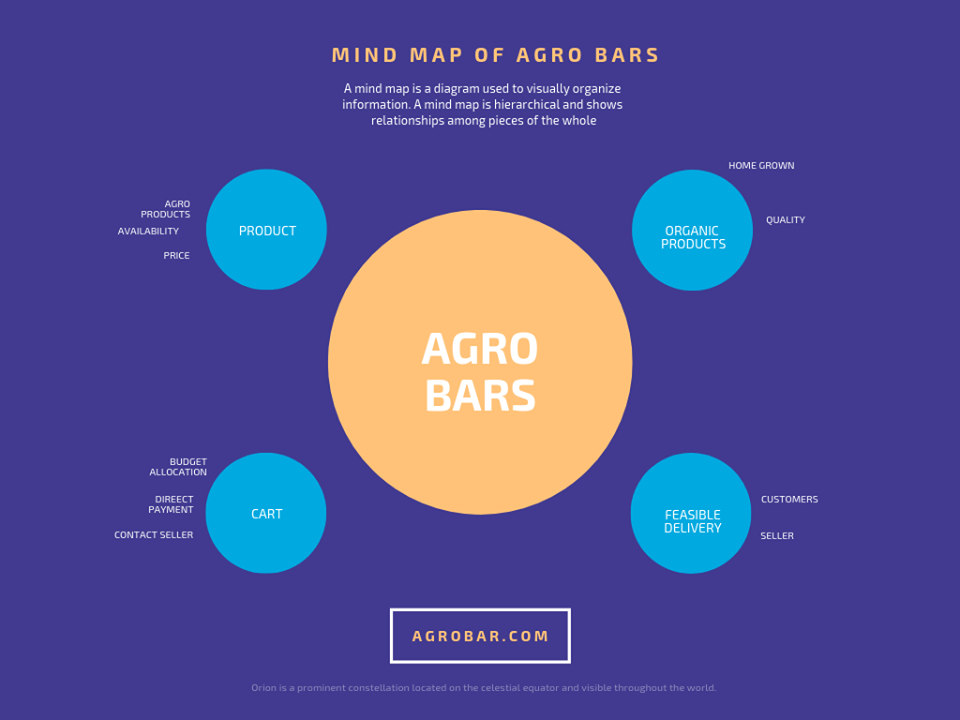 MIND MAP OF AGRO BARS
A mind map is a diagram used to visually organize
information. A mind map is hierarchical and shows
relationships among pieces of the whole
AGRO
PRODUCTS
AVAILABILITY
PRICE
PRODUCT
HOME GROWN
QUALITY
ORGANIC
PRODUCTS
AGRO
BARS
BUDGET
ALLOCATION
DIREECT
PAYMENT
CONTACT SELLER
CART
FEASIBLE
DELIVERY
CUSTOMERS
SELLER
AGROBAR.COM
Orion is a prominent constellation located on the celestial equator and visible throughout the world.